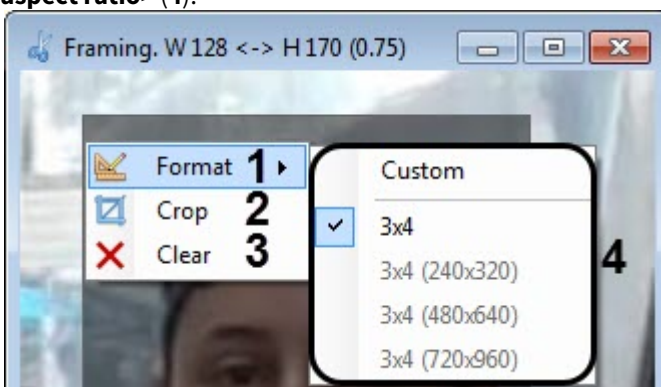 aspect ratio> (4).
Framing. W 128 <-> H 170 (0.75)
Format 1
Crop 2
Clear 3
Custom
3x4
3x4 (240x320)
3x4 (480x640)
3x4 (720x960)
4